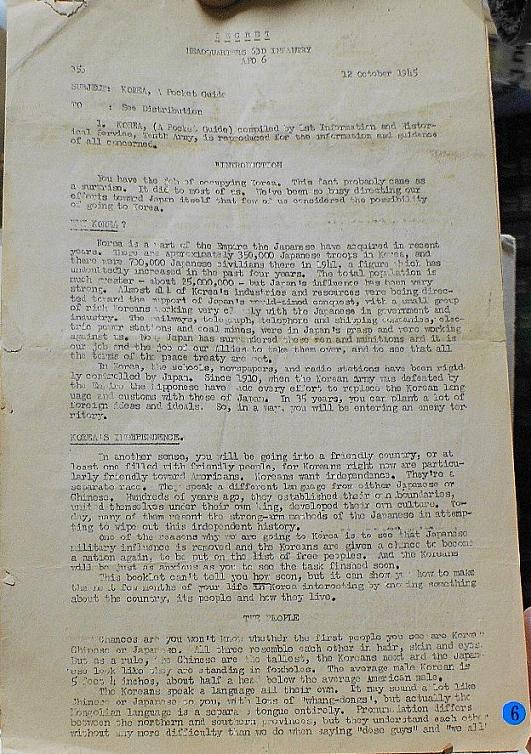 SECRET
HEADQUARTERS 63D INFANTRY
APO 6
350
12 October 1945
SUBJECT: KOREA, A Pocket Guide
TO : See Distribution
1. KOREA, (A Pocket Guide) compiled by 1st Information and Histor-
ical Service, Tenth Army, is reproduced for the information and guidance
of all concerned.
INTRODUCTION
You have the job of occupying Korea. This fact probably came as
a surprise. It did to most of us. We've been so busy directing our
efforts toward Japan itself that few of us considered the possibility
of going to Korea.
WHY KOREA?
Korea is a part of the Empire the Japanese have acquired in recent
years. There are approximately 350,000 Japanese troops in Korea, and
there were 700,000 Japanese civilians there in 1941, a figure which has
undoubtedly increased in the past four years. The total population is
much greater - about 25,000,000 - but Japan's influence has been very
strong. Almost all of Korea's industries and resources were being direc-
ted toward the support of Japan's world-aimed conquest, with a small group
of rich Koreans working very closely with the Japanese in government and
industry. The railways, telegraph, telephone and shipping companies, elec-
tric power stations and coal mines, were in Japan's grasp and were working
against us. Now Japan has surrendered these and munitions and it is
our job and the job of our Allies to take them over, and to see that all
the terms of the peace treaty are met.
In Korea, the schools, newspapers, and radio stations have been rigid
ly controlled by Japan. Since 1910, when the Korean Army was defeated by
the Empire the Nipponese have made every effort to replace the Korean lang
uage and customs with those of Japan. In 35 years, you can plant a lot of
foreign ideas and ideals. So, in a way, you will be entering an enemy ter-
ritory.
KOREA'S INDEPENDENCE.
In another sense, you will be going into a friendly country, or at
least one filled with friendly people, for Koreans right now are particu-
larly friendly toward Americans. Koreans want independence. They're a
separate race. They speak a different language from either Japanese or
Chinese. Hundreds of years ago, they established their own boundaries,
united themselves under their own king, developed their own culture. To-
day, many of them resent the strong-arm methods of the Japanese in attemp-
ting to wipe out this independent history.
One of the reasons why we are going to Korea is to see that Japanese
military influence is removed and the Koreans are given a chance to become
a nation again, to be put on the list of free peoples. And the Koreans
will be just as anxious as you to see the task finshed soon.
This booklet can't tell you how soon, but it can show you how to make
the next few months of your life in Korea interesting by knowing something
about the country, its people and how they live.
THE PEOPLE
Chances are you won't know whether the first people you see are Korean
Chinese or Japanese. All three resemble each other in hair, skin and eyes.
But as a rule, the Chinese are the tallest, the Koreans next and the Japan-
ese look like they are standing in foxholes. The average male Korean is
5 feet 4 inches, about half a head below the average American male.
The Koreans speak a language all their own. It may sound a lot like
Chinese or Japanese to you, with lots of "whang-dongs", but actually the
Mongolian language is a separate tongue entirely. Pronunciation differs
between the northern and southern provinces, but they understand each other
without any more difficulty than we do when saying "dese guys" and "we all"
6